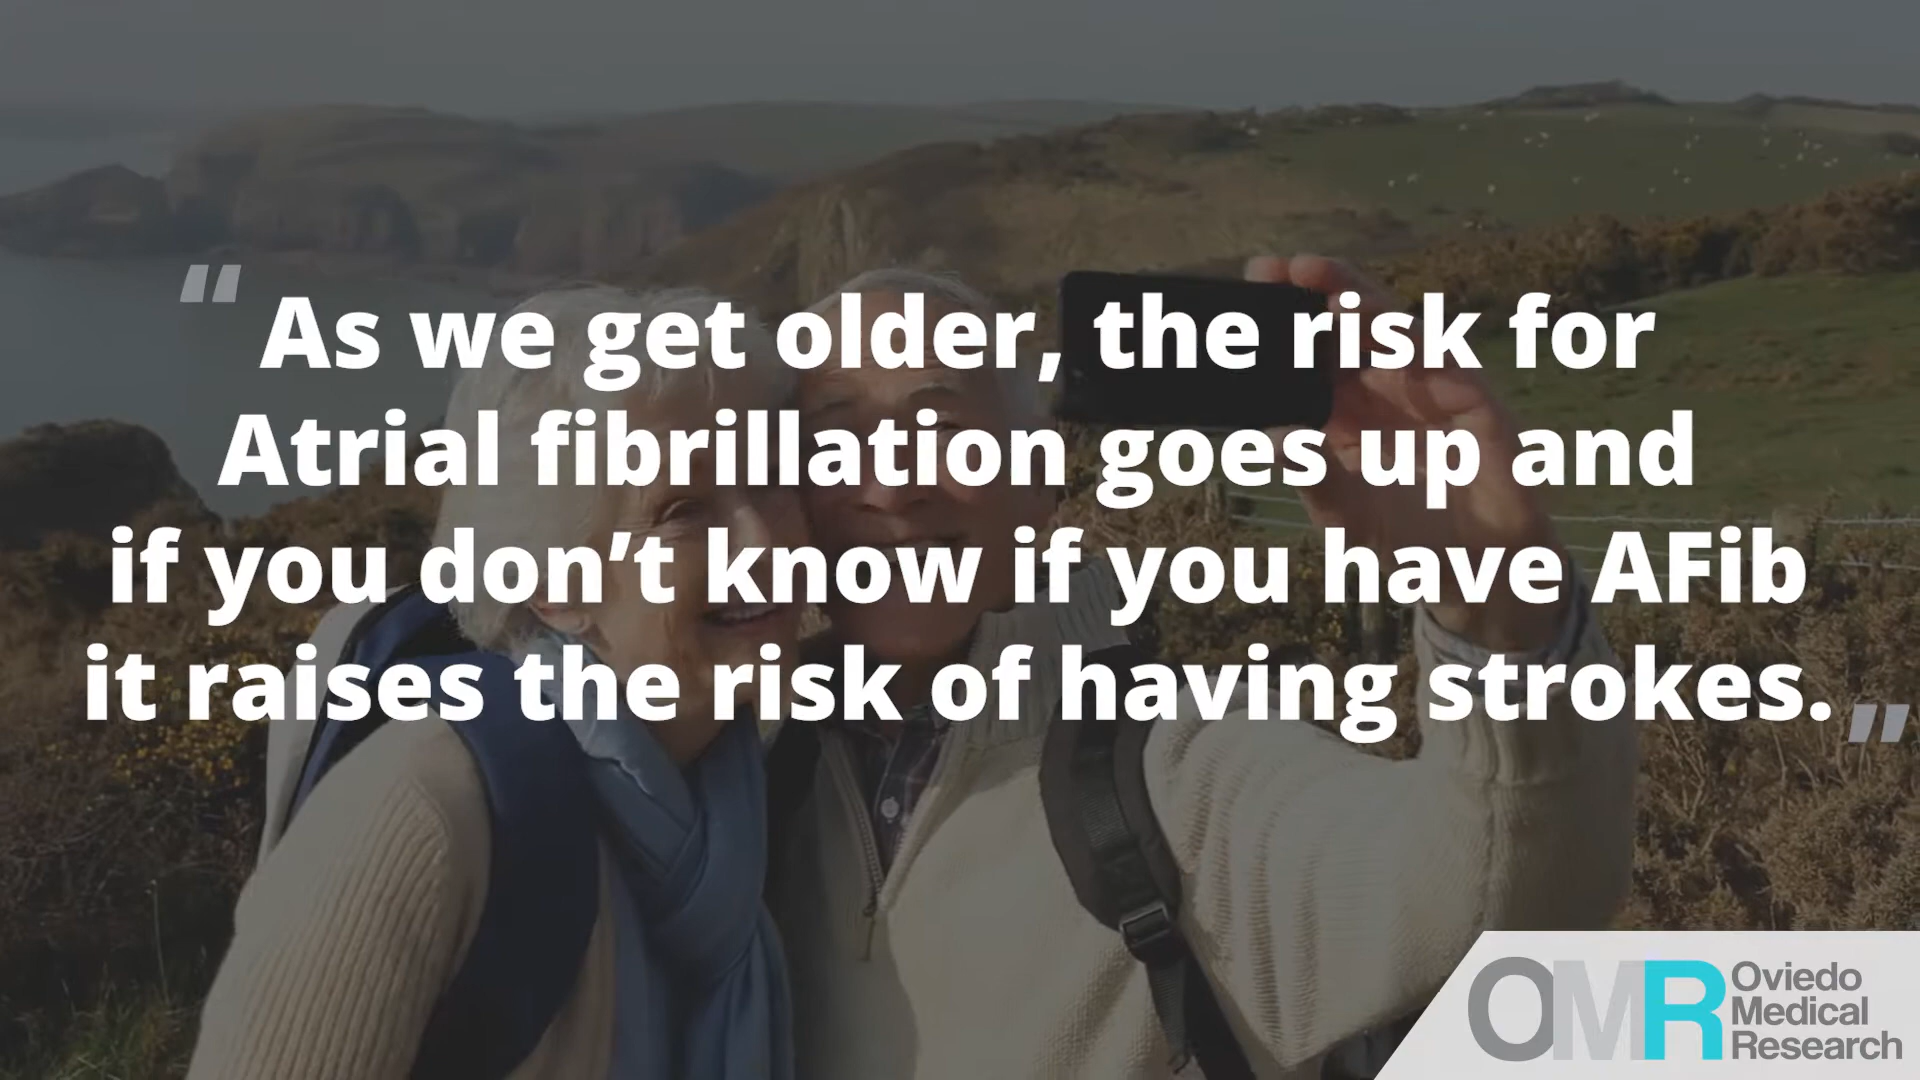 "As we get older, the risk for
Atrial fibrillation goes up and
if you don’t know if you have AFib
it raises the risk of having strokes."
OMR
Oviedo
Medical
Research